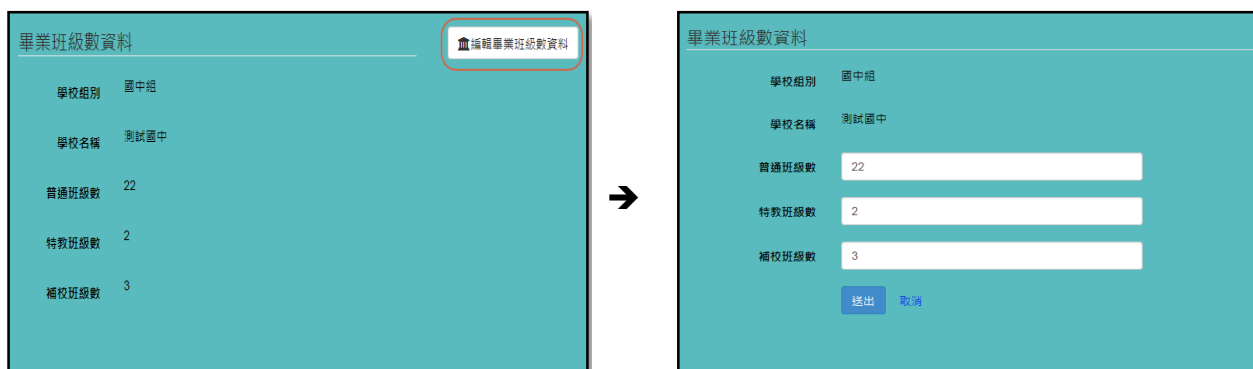 畢業班級數資料
編輯畢業班級數資料
學校組別 國中組
學校名稱 測試國中
普通班級數 22
特教班級數 2
補校班級數 3
畢業班級數資料
學校組別 國中組
學校名稱 測試國中
普通班級數 22
特教班級數 2
補校班級數 3
送出 取消